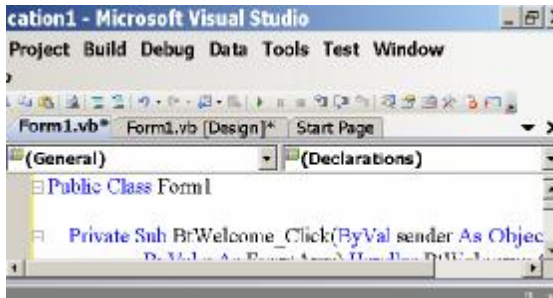 cation1 - Microsoft Visual Studio
Project Build Debug Data Tools Test Window
Form1.vb* Form1.vb [Design]* Start Page
(General) (Declarations)
Public Class Form1
Private Sub BtWelcome_Click(ByVal sender As Objec